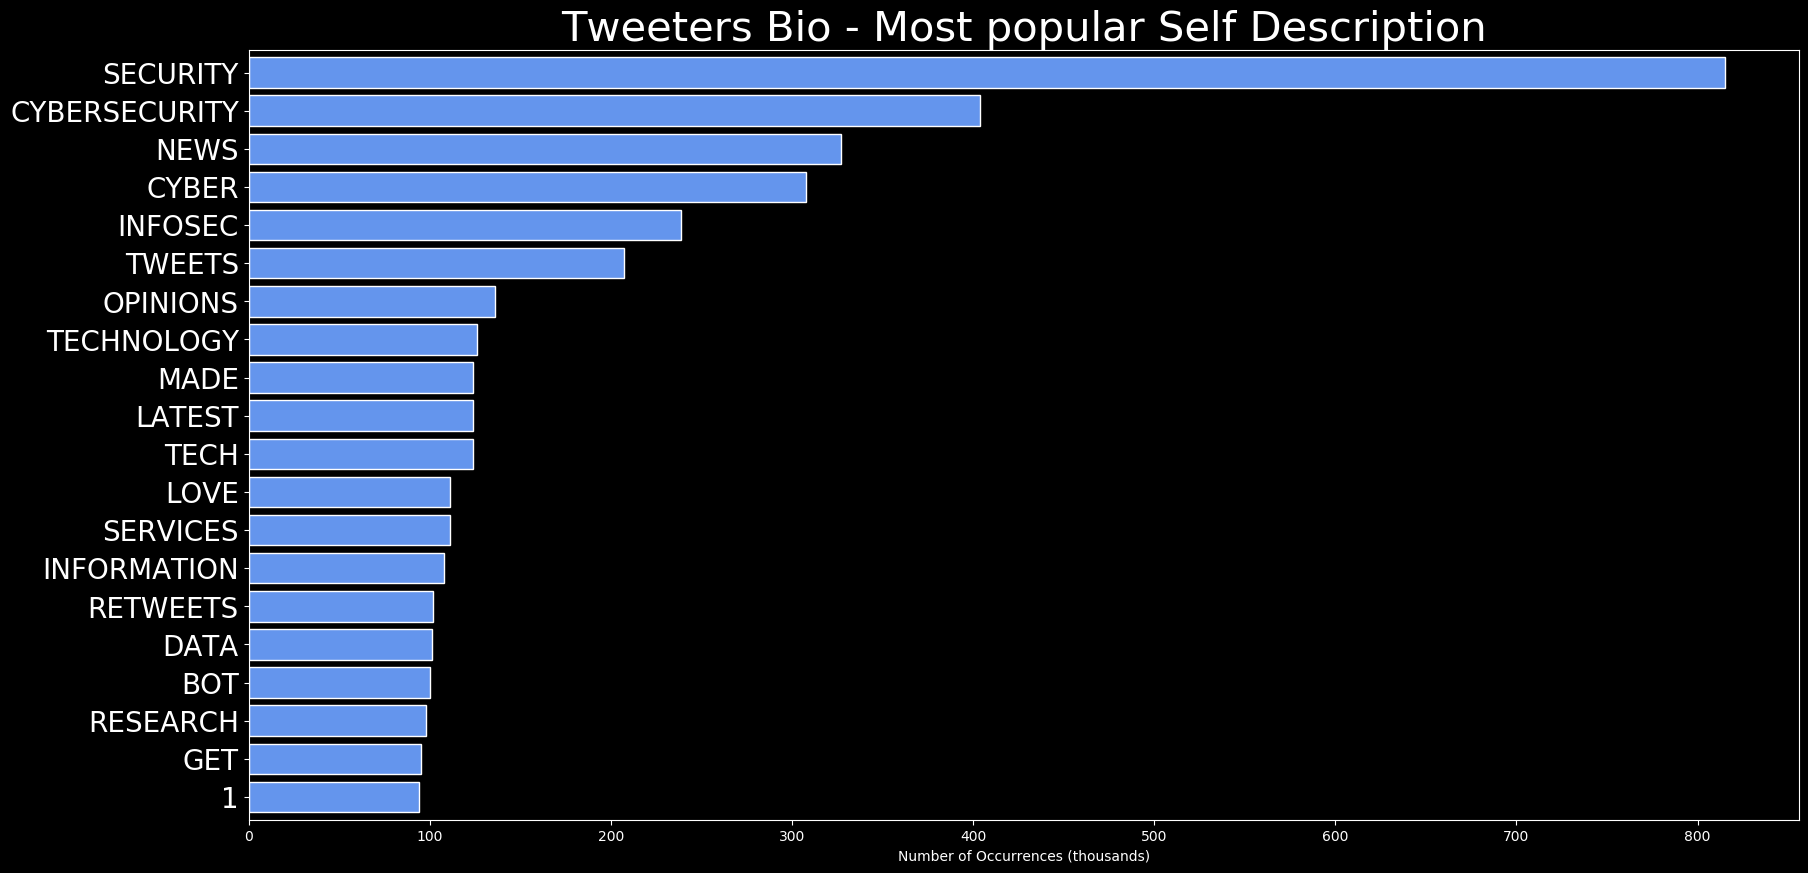 Tweeters Bio - Most popular Self Description
SECURITY
CYBERSECURITY
NEWS
CYBER
INFOSEC
TWEETS
OPINIONS
TECHNOLOGY
MADE
LATEST
TECH
LOVE
SERVICES
INFORMATION
RETWEETS
DATA
BOT
RESEARCH
GET
1
0 100 200 300 400 500 600 700 800
Number of Occurrences (thousands)